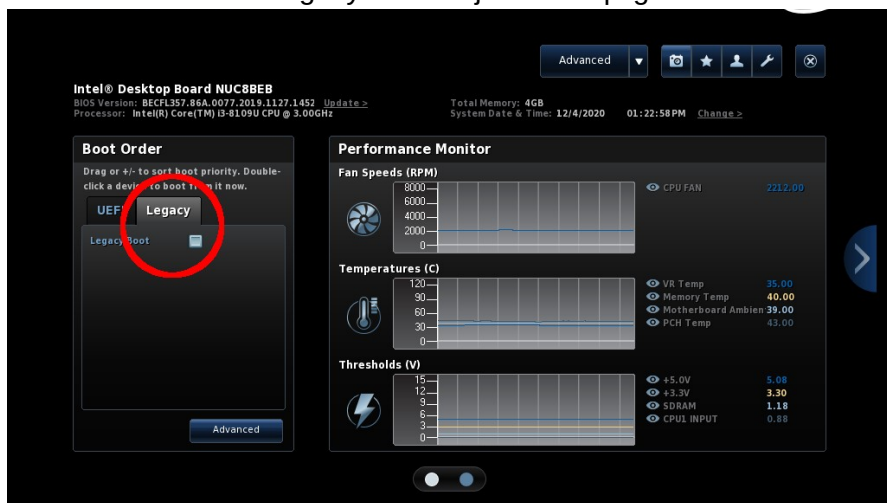 Advanced
Intel® Desktop Board NUC8BEB
BIOS Version: BECFL357.86A.0077.2019.1127.1452 Update >
Processor: Intel(R) Core(TM) i3-8109U CPU @ 3.00GHz
Total Memory: 4GB
System Date & Time: 12/4/2020 01:22:58 PM Change >
Boot Order
Drag or +/- to sort boot priority. Double-
click a device to boot from it now.
UEFI Legacy
Legacy Boot
Advanced
Performance Monitor
Fan Speeds (RPM)
8000
6000
4000
2000
0
CPU FAN 2212.00
Temperatures (C)
120
90
60
30
0
VR Temp 35.00
Memory Temp 40.00
Motherboard Ambien 39.00
PCH Temp 43.00
Thresholds (V)
15
12
9
6
3
0
+5.0V 5.08
+3.3V 3.30
SDRAM 1.18
CPU1 INPUT 0.88